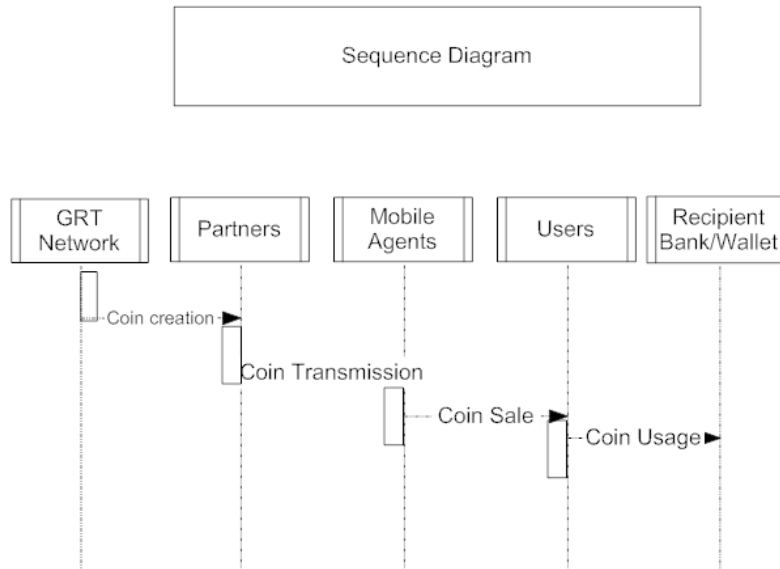 Sequence Diagram
GRT
Network
Partners
Mobile
Agents
Users
Recipient
Bank/Wallet
Coin creation
Coin Transmission
Coin Sale
Coin Usage